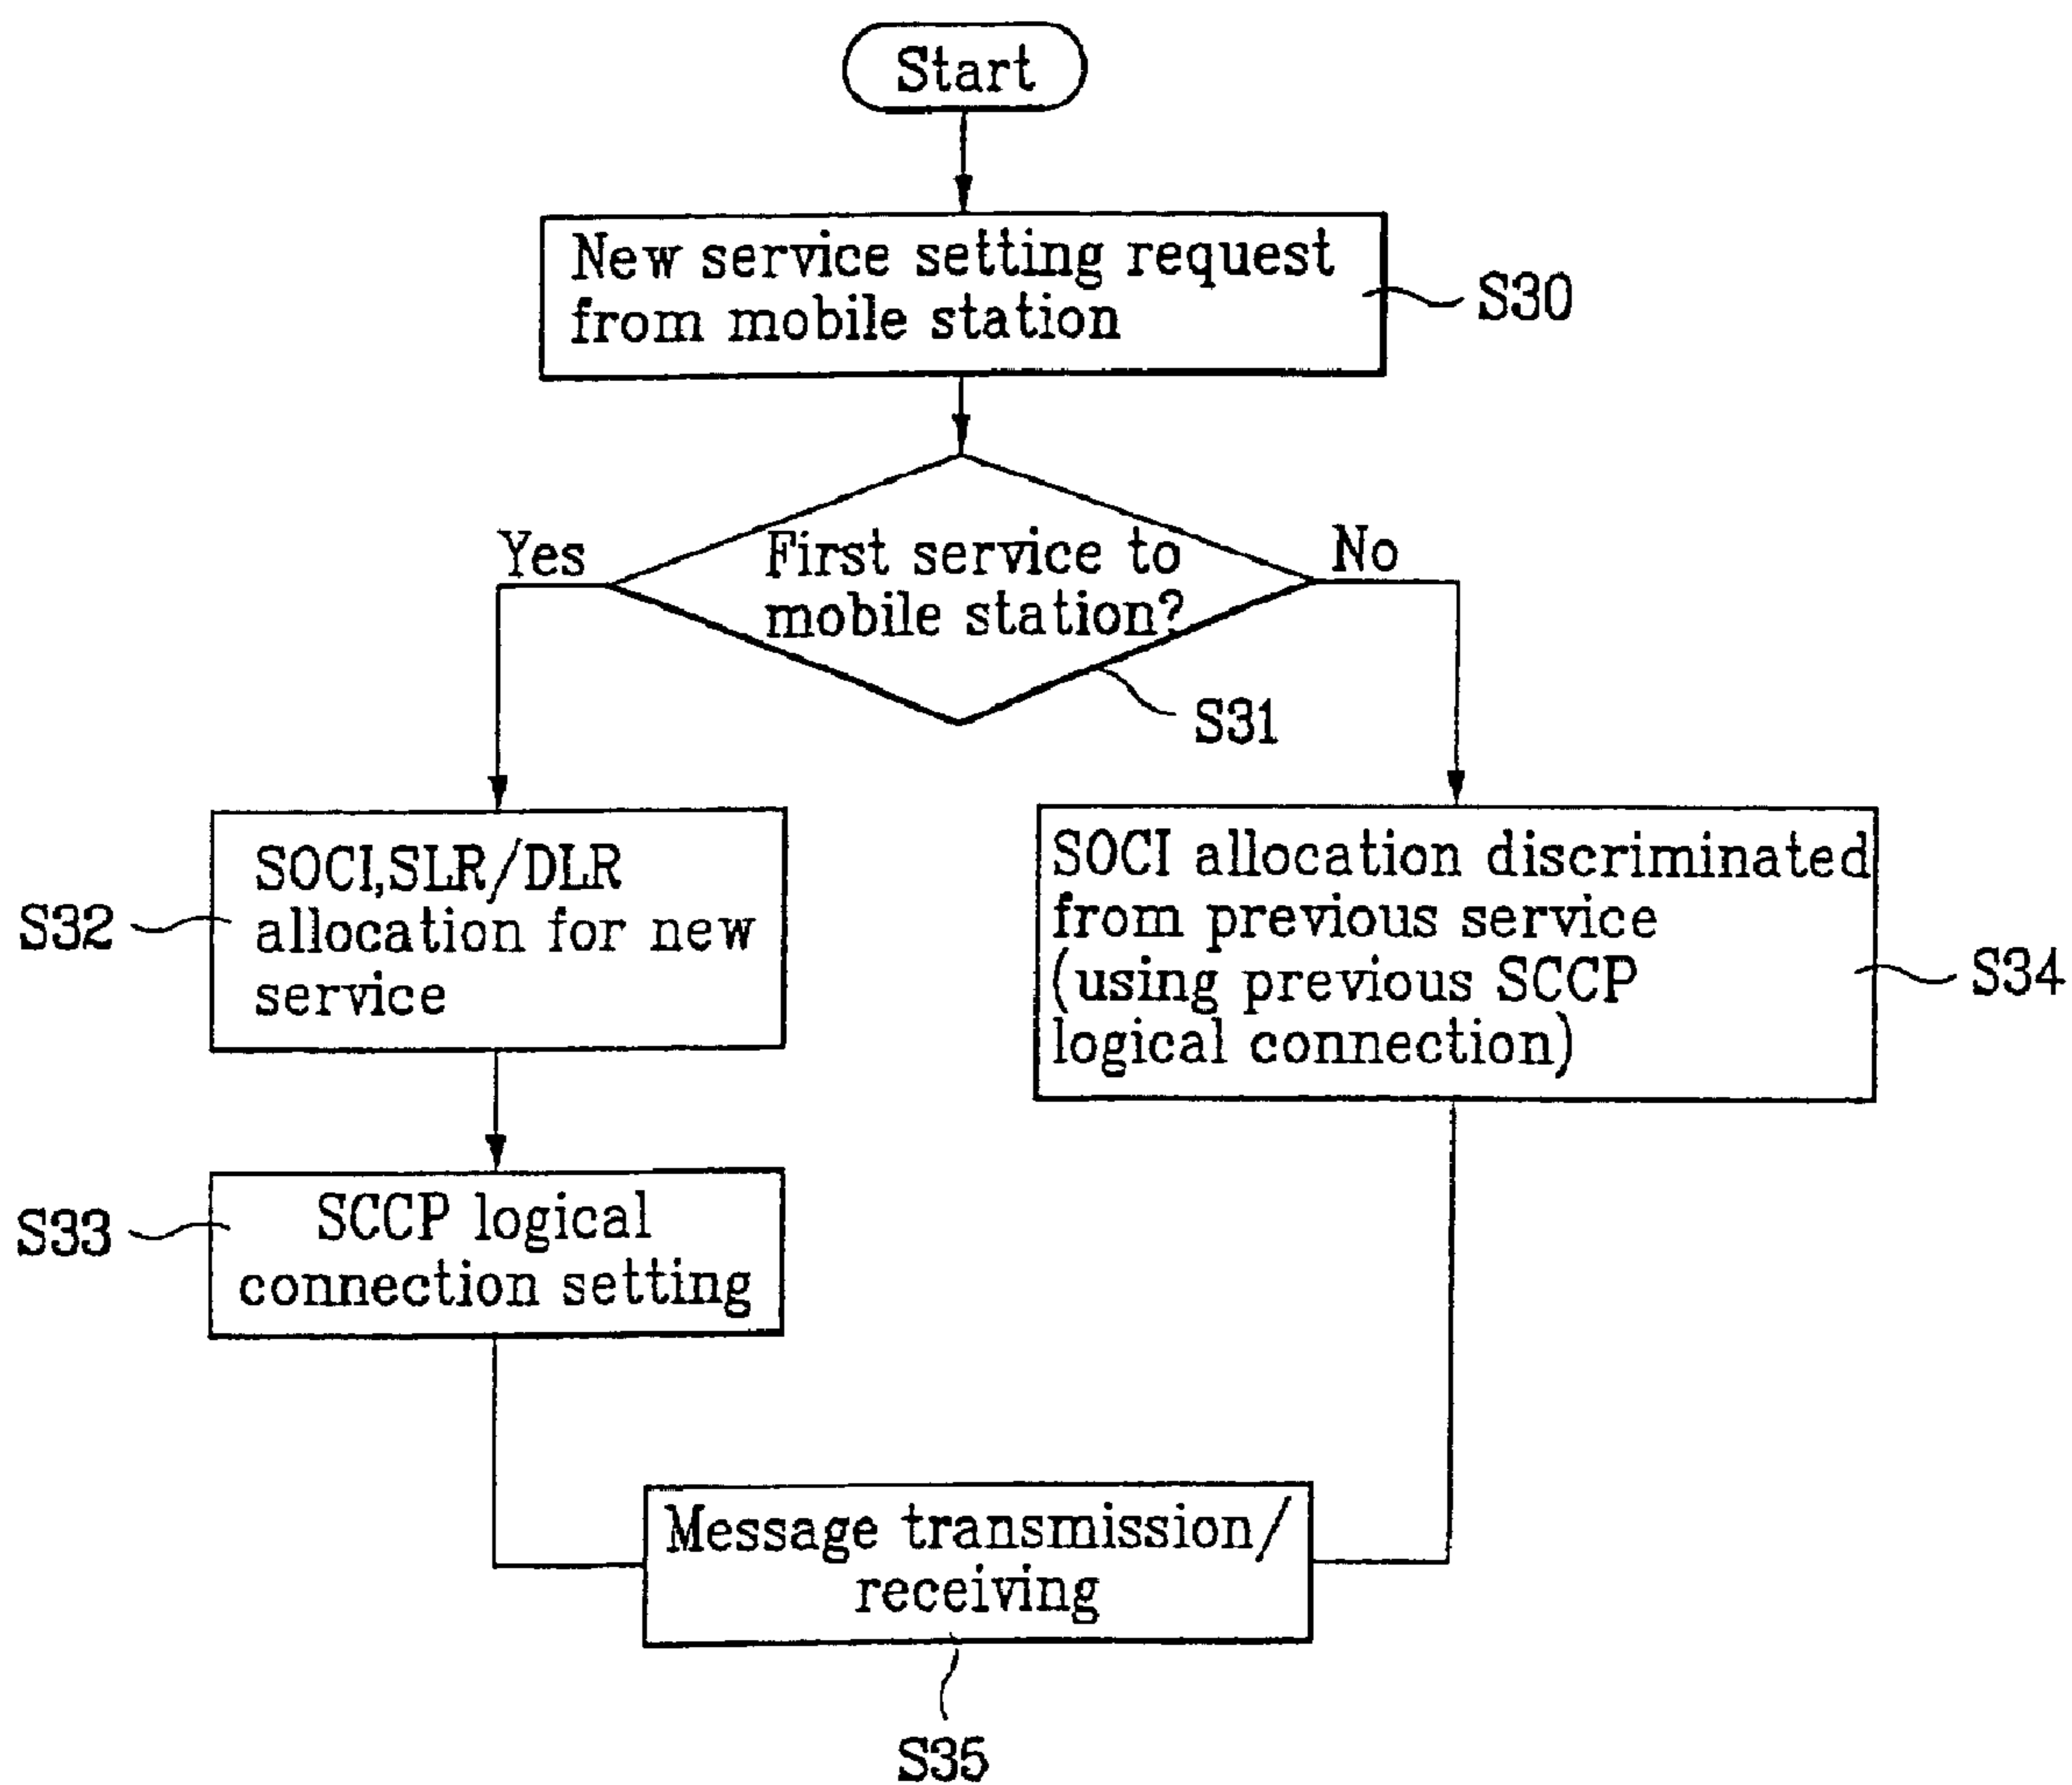 Start
New service setting request
from mobile station
S30
Yes
First service to
mobile station?
No
S31
SOCI,SLR/DLR
allocation for new
service
S32
SOCI allocation discriminated
from previous service
(using previous SCCP
logical connection)
S34
SCCP logical
connection setting
S33
Message transmission/
receiving
S35